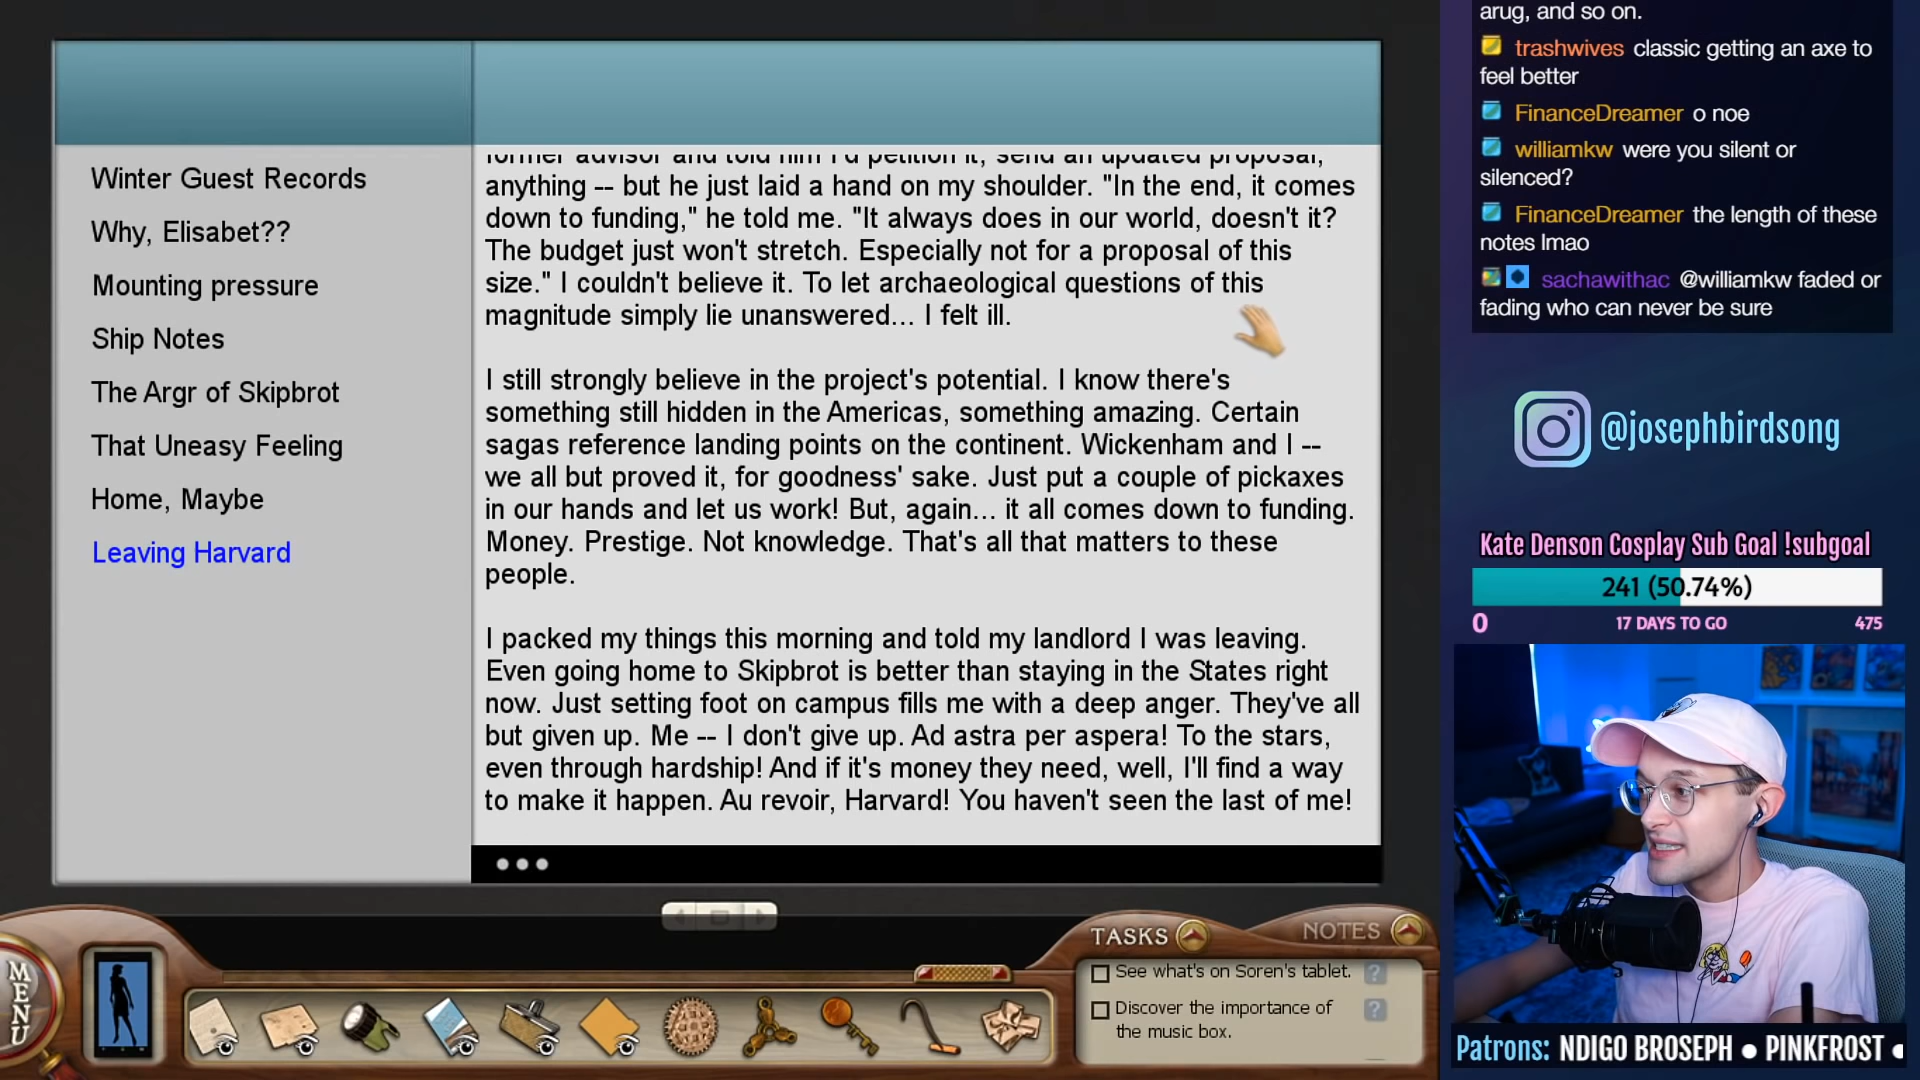 Winter Guest Records
Why, Elisabet??
Mounting pressure
Ship Notes
The Argr of Skipbrot
That Uneasy Feeling
Home, Maybe
Leaving Harvard
former advisor and told him I'd petition it, send an updated proposal,
anything -- but he just laid a hand on my shoulder. "In the end, it comes
down to funding," he told me. "It always does in our world, doesn't it?
The budget just won't stretch. Especially not for a proposal of this
size." I couldn't believe it. To let archaeological questions of this
magnitude simply lie unanswered... I felt ill.
I still strongly believe in the project's potential. I know there's
something still hidden in the Americas, something amazing. Certain
sagas reference landing points on the continent. Wickenham and I --
we all but proved it, for goodness' sake. Just put a couple of pickaxes
in our hands and let us work! But, again... it all comes down to funding.
Money. Prestige. Not knowledge. That's all that matters to these
people.
I packed my things this morning and told my landlord I was leaving.
Even going home to Skipbrot is better than staying in the States right
now. Just setting foot on campus fills me with a deep anger. They've all
but given up. Me -- I don't give up. Ad astra per aspera! To the stars,
even through hardship! And if it's money they need, well, I'll find a way
to make it happen. Au revoir, Harvard! You haven't seen the last of me!
MENU
TASKS
NOTES
See what's on Soren's tablet. ?
Discover the importance of ?
the music box.
arug, and so on.
trashwives classic getting an axe to
feel better
FinanceDreamer o noe
williamkw were you silent or
silenced?
FinanceDreamer the length of these
notes lmao
sachawithac @williamkw faded or
fading who can never be sure
@josephbirdsong
Kate Denson Cosplay Sub Goal !subgoal
241 (50.74%)
0 17 DAYS TO GO 475
Patrons: NDIGO BROSEPH ● PINKFROST ●